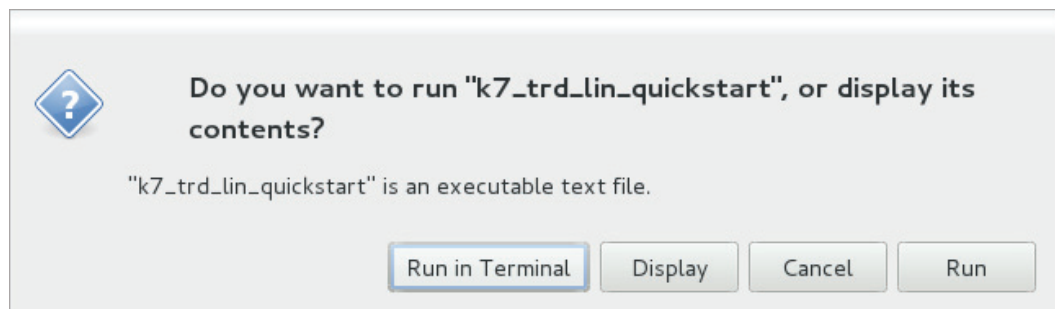 Do you want to run "k7_trd_lin_quickstart", or display its
contents?
"k7_trd_lin_quickstart" is an executable text file.
Run in Terminal
Display
Cancel
Run